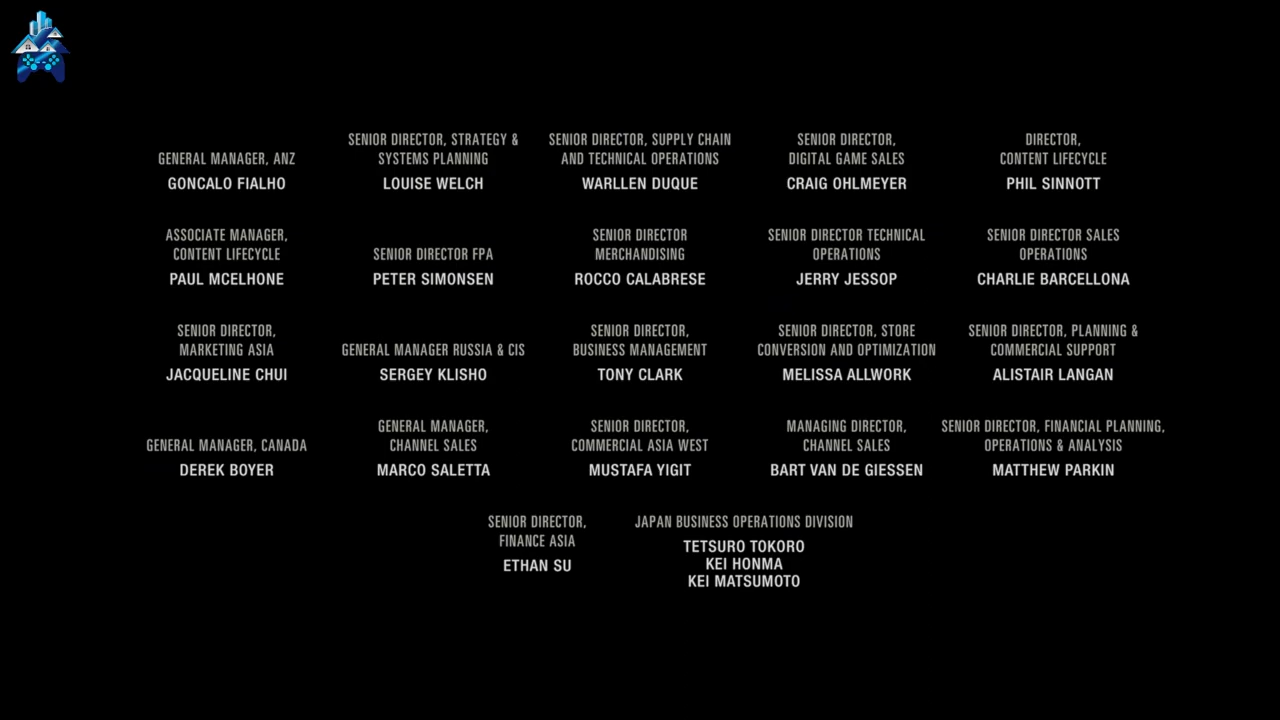 GENERAL MANAGER, ANZ
GONCALO FIALHO
SENIOR DIRECTOR, STRATEGY &
SYSTEMS PLANNING
LOUISE WELCH
SENIOR DIRECTOR, SUPPLY CHAIN
AND TECHNICAL OPERATIONS
WARLLEN DUQUE
SENIOR DIRECTOR,
DIGITAL GAME SALES
CRAIG OHLMEYER
DIRECTOR,
CONTENT LIFECYCLE
PHIL SINNOTT
ASSOCIATE MANAGER,
CONTENT LIFECYCLE
PAUL MCELHONE
SENIOR DIRECTOR FPA
PETER SIMONSEN
SENIOR DIRECTOR
MERCHANDISING
ROCCO CALABRESE
SENIOR DIRECTOR TECHNICAL
OPERATIONS
JERRY JESSOP
SENIOR DIRECTOR SALES
OPERATIONS
CHARLIE BARCELLONA
SENIOR DIRECTOR,
MARKETING ASIA
JACQUELINE CHUI
GENERAL MANAGER RUSSIA & CIS
SERGEY KLISHO
SENIOR DIRECTOR,
BUSINESS MANAGEMENT
TONY CLARK
SENIOR DIRECTOR, STORE
CONVERSION AND OPTIMIZATION
MELISSA ALLWORK
SENIOR DIRECTOR, PLANNING &
COMMERCIAL SUPPORT
ALISTAIR LANGAN
GENERAL MANAGER, CANADA
DEREK BOYER
GENERAL MANAGER,
CHANNEL SALES
MARCO SALETTA
SENIOR DIRECTOR,
COMMERCIAL ASIA WEST
MUSTAFA YIGIT
MANAGING DIRECTOR,
CHANNEL SALES
BART VAN DE GIESSEN
SENIOR DIRECTOR, FINANCIAL PLANNING,
OPERATIONS & ANALYSIS
MATTHEW PARKIN
SENIOR DIRECTOR,
FINANCE ASIA
ETHAN SU
JAPAN BUSINESS OPERATIONS DIVISION
TETSURO TOKORO
KEI HONMA
KEI MATSUMOTO